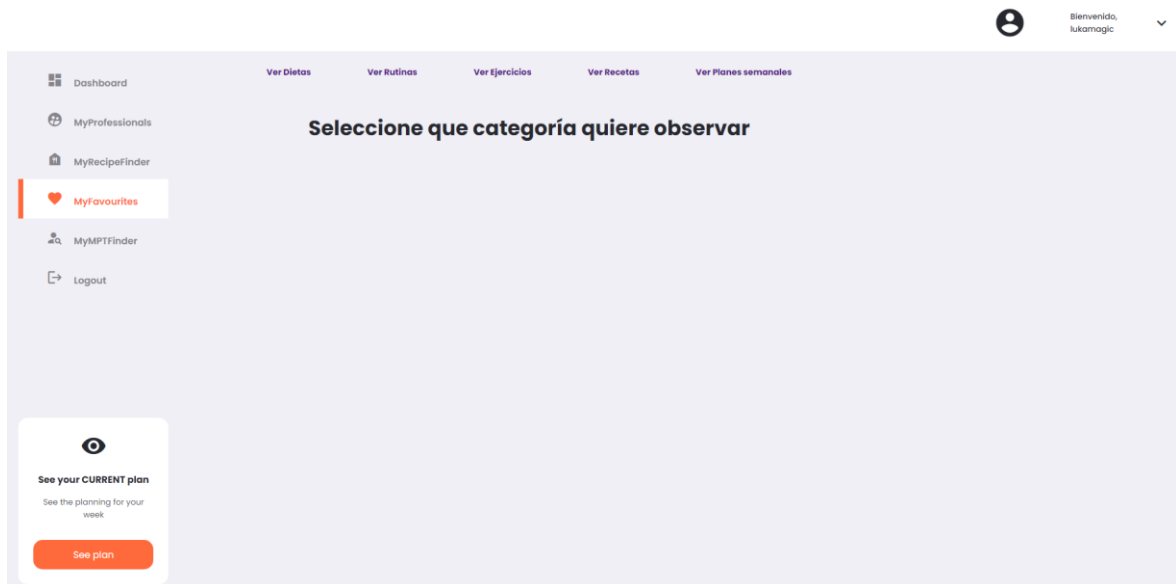 Bienvenido,
lukamagic
Dashboard
MyProfessionals
MyRecipeFinder
MyFavourites
MyMPTFinder
Logout
Ver Dietas Ver Rutinas Ver Ejercicios Ver Recetas Ver Planes semanales
Seleccione que categoría quiere observar
See your CURRENT plan
See the planning for your
week
See plan